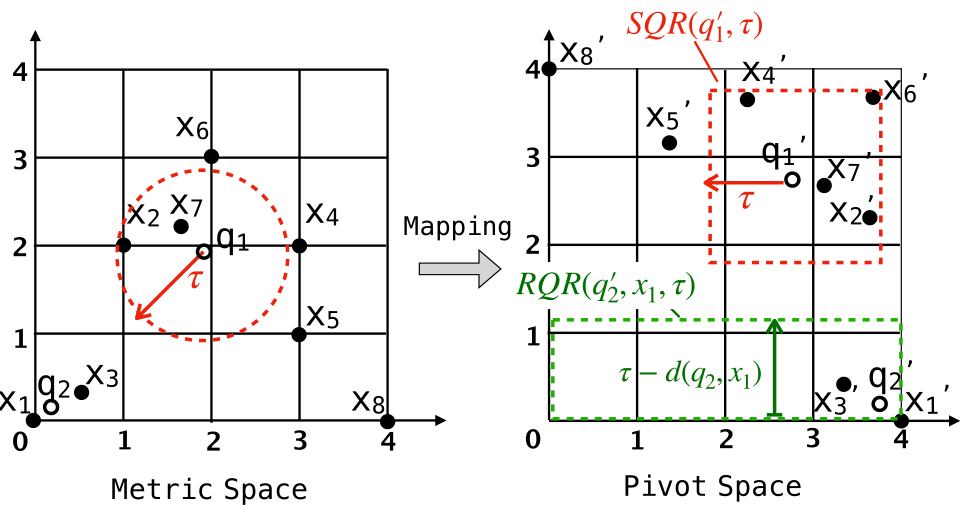 SQR(q₁′, τ)
4
3
2
1
0
1
2
3
4
x₆
x₂
x₇
q₁
x₄
τ
x₅
x₁
q₂
x₃
x₈
Metric Space
Mapping
4
3
2
1
0
1
2
3
4
x₈’
x₄’
x₆’
x₅’
q₁’
x₇’
τ
x₂’
RQR(q₂′, x₁, τ)
τ − d(q₂, x₁)
x₃’
q₂’
x₁’
Pivot Space